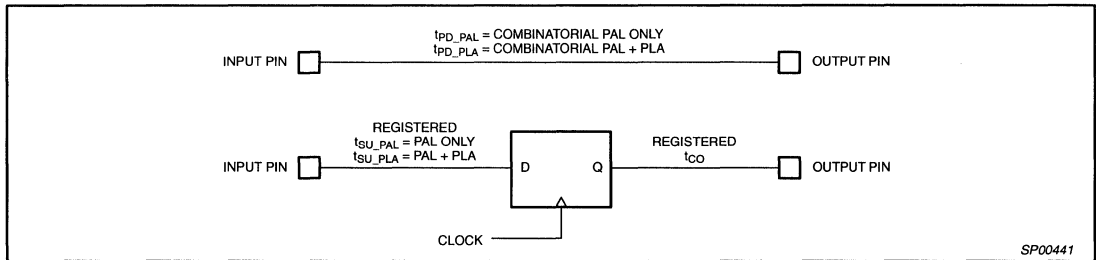 tPD_PAL = COMBINATORIAL PAL ONLY
tPD_PLA = COMBINATORIAL PAL + PLA
INPUT PIN
OUTPUT PIN
REGISTERED
tSU_PAL = PAL ONLY
tSU_PLA = PAL + PLA
REGISTERED
tCO
INPUT PIN
D
Q
OUTPUT PIN
CLOCK
SP00441